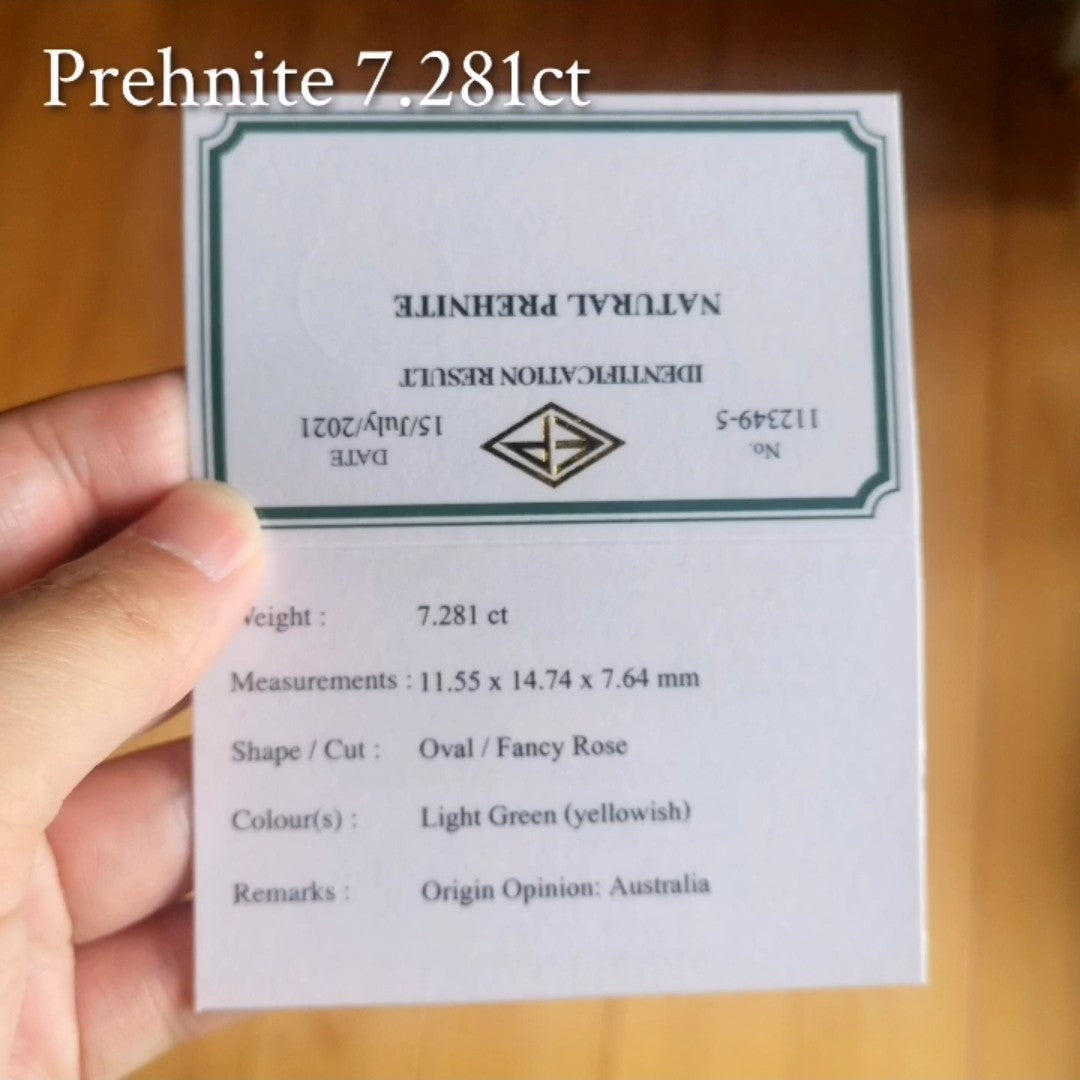 Prehnite 7.281ct
No.
112349-5
DATE
15/July/2021
IDENTIFICATION RESULT
NATURAL PREHNITE
Weight : 7.281 ct
Measurements : 11.55 x 14.74 x 7.64 mm
Shape / Cut : Oval / Fancy Rose
Colour(s) : Light Green (yellowish)
Remarks : Origin Opinion: Australia